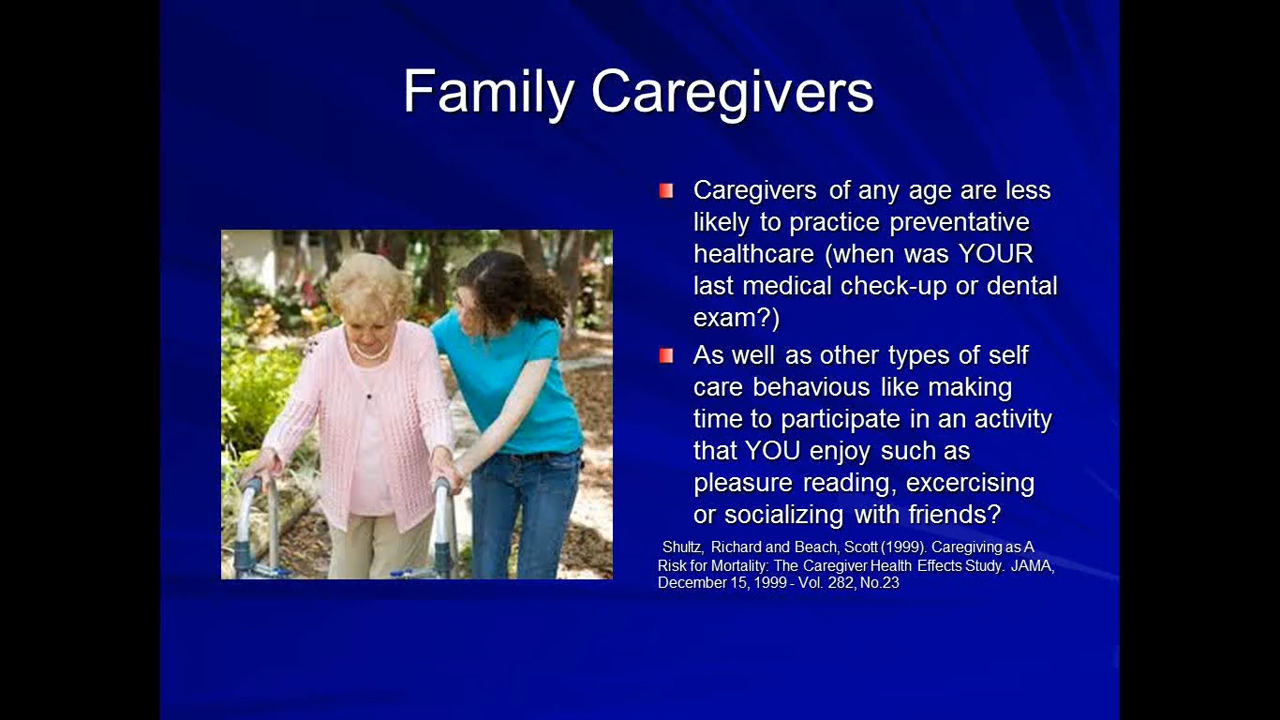 Family Caregivers
Caregivers of any age are less
likely to practice preventative
healthcare (when was YOUR
last medical check-up or dental
exam?)
As well as other types of self
care behavious like making
time to participate in an activity
that YOU enjoy such as
pleasure reading, excercising
or socializing with friends?
Shultz, Richard and Beach, Scott (1999). Caregiving as A
Risk for Mortality: The Caregiver Health Effects Study. JAMA,
December 15, 1999 - Vol. 282, No.23